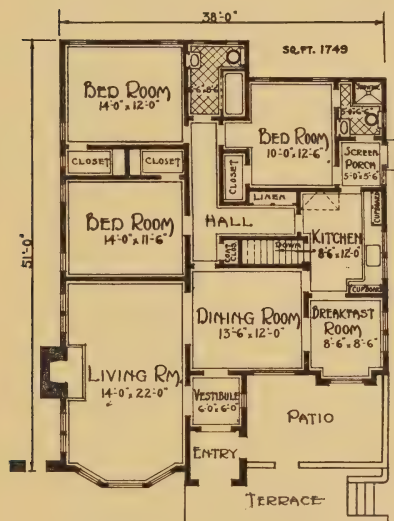 38'-0"
SQ.FT. 1749
51'-0"
BED ROOM
14'-0" x 12'-0"
BED ROOM
10'-0" x 12'-6"
SCREEN
PORCH
5'-0" x 5'-6"
CLOSET
CLOSET
CLOSET
LINEN
BED ROOM
14'-0" x 11'-6"
HALL
COAT
CLOS.
DOWN
KITCHEN
8'-6" x 12'-0"
CUPBOARD
CUPBOARD
DINING ROOM
13'-6" x 12'-0"
BREAKFAST
ROOM
8'-6" x 8'-6"
LIVING RM.
14'-0" x 22'-0"
VESTIBULE
6'-0" x 6'-0"
PATIO
ENTRY
TERRACE